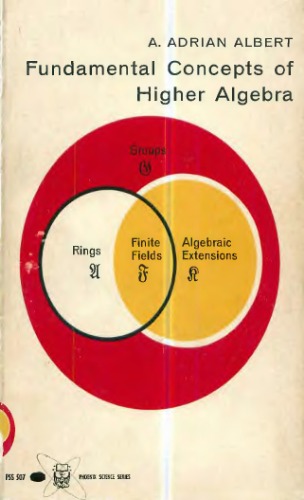 A. ADRIAN ALBERT
Fundamental Concepts of
Higher Algebra
Groups
𝔊
Rings
𝔄
Finite
Fields
𝔉
Algebraic
Extensions
𝔎
PSS 507
PHOENIX SCIENCE SERIES